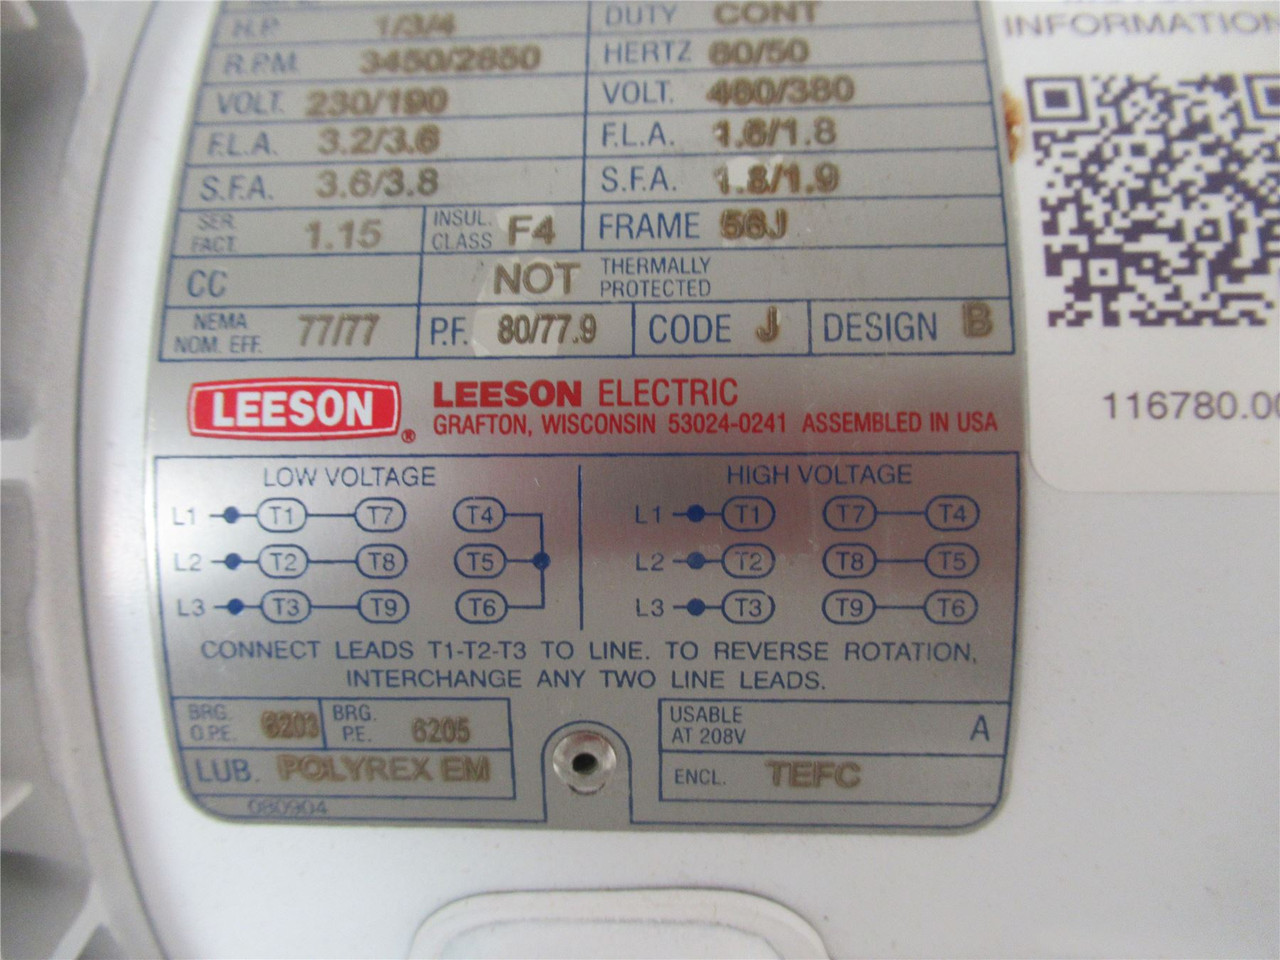 H.P. 1/3/4 DUTY CONT
R.P.M. 3450/2850 HERTZ 60/50
VOLT. 230/190 VOLT. 460/380
F.L.A. 3.2/3.6 F.L.A. 1.6/1.8
S.F.A. 3.6/3.8 S.F.A. 1.8/1.9
SER. FACT. 1.15 INSUL. CLASS F4 FRAME 56J
CC NOT THERMALLY PROTECTED
NEMA NOM. EFF. 77/77 P.F. 80/77.9 CODE J DESIGN B
LEESON ® LEESON ELECTRIC
GRAFTON, WISCONSIN 53024-0241 ASSEMBLED IN USA
LOW VOLTAGE HIGH VOLTAGE
L1 T1 T7 T4 L1 T1 T7 T4
L2 T2 T8 T5 L2 T2 T8 T5
L3 T3 T9 T6 L3 T3 T9 T6
CONNECT LEADS T1-T2-T3 TO LINE. TO REVERSE ROTATION,
INTERCHANGE ANY TWO LINE LEADS.
BRG. O.P.E. 6203 BRG. P.E. 6205 USABLE AT 208V A
LUB. POLYREX EM ENCL. TEFC
080904
INFORMATION
116780.00